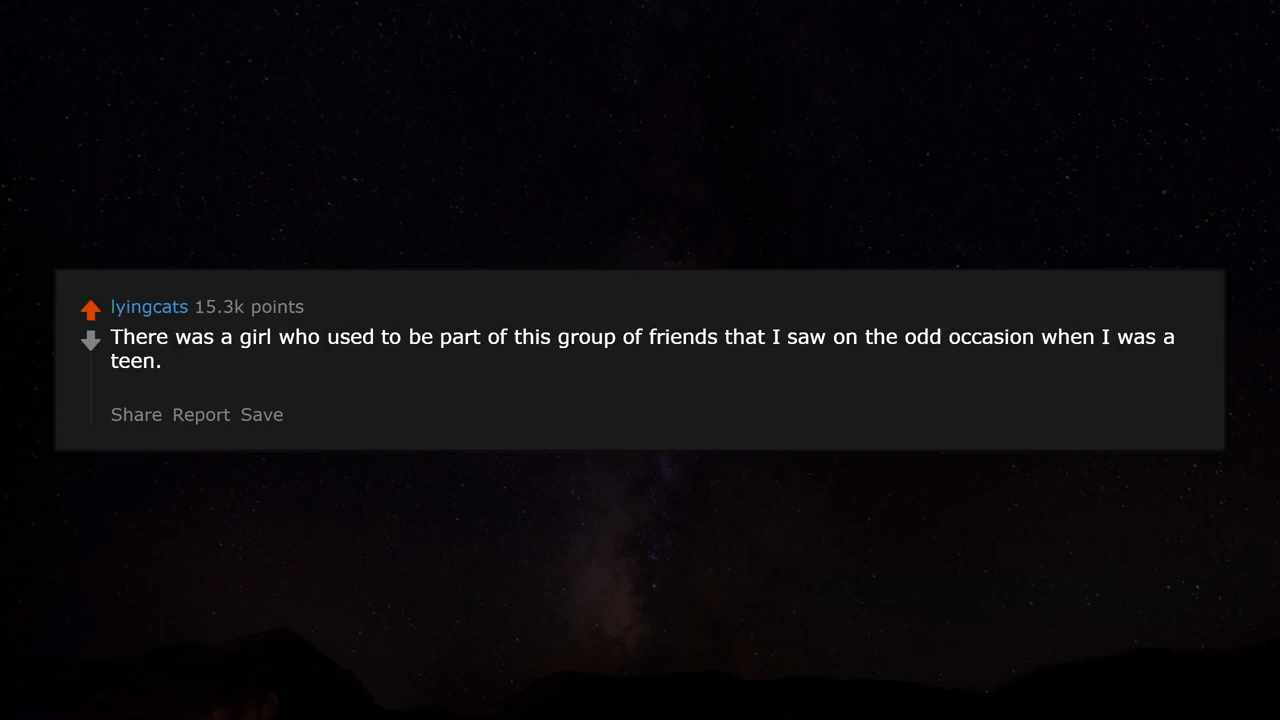 lyingcats 15.3k points
There was a girl who used to be part of this group of friends that I saw on the odd occasion when I was a
teen.
Share Report Save